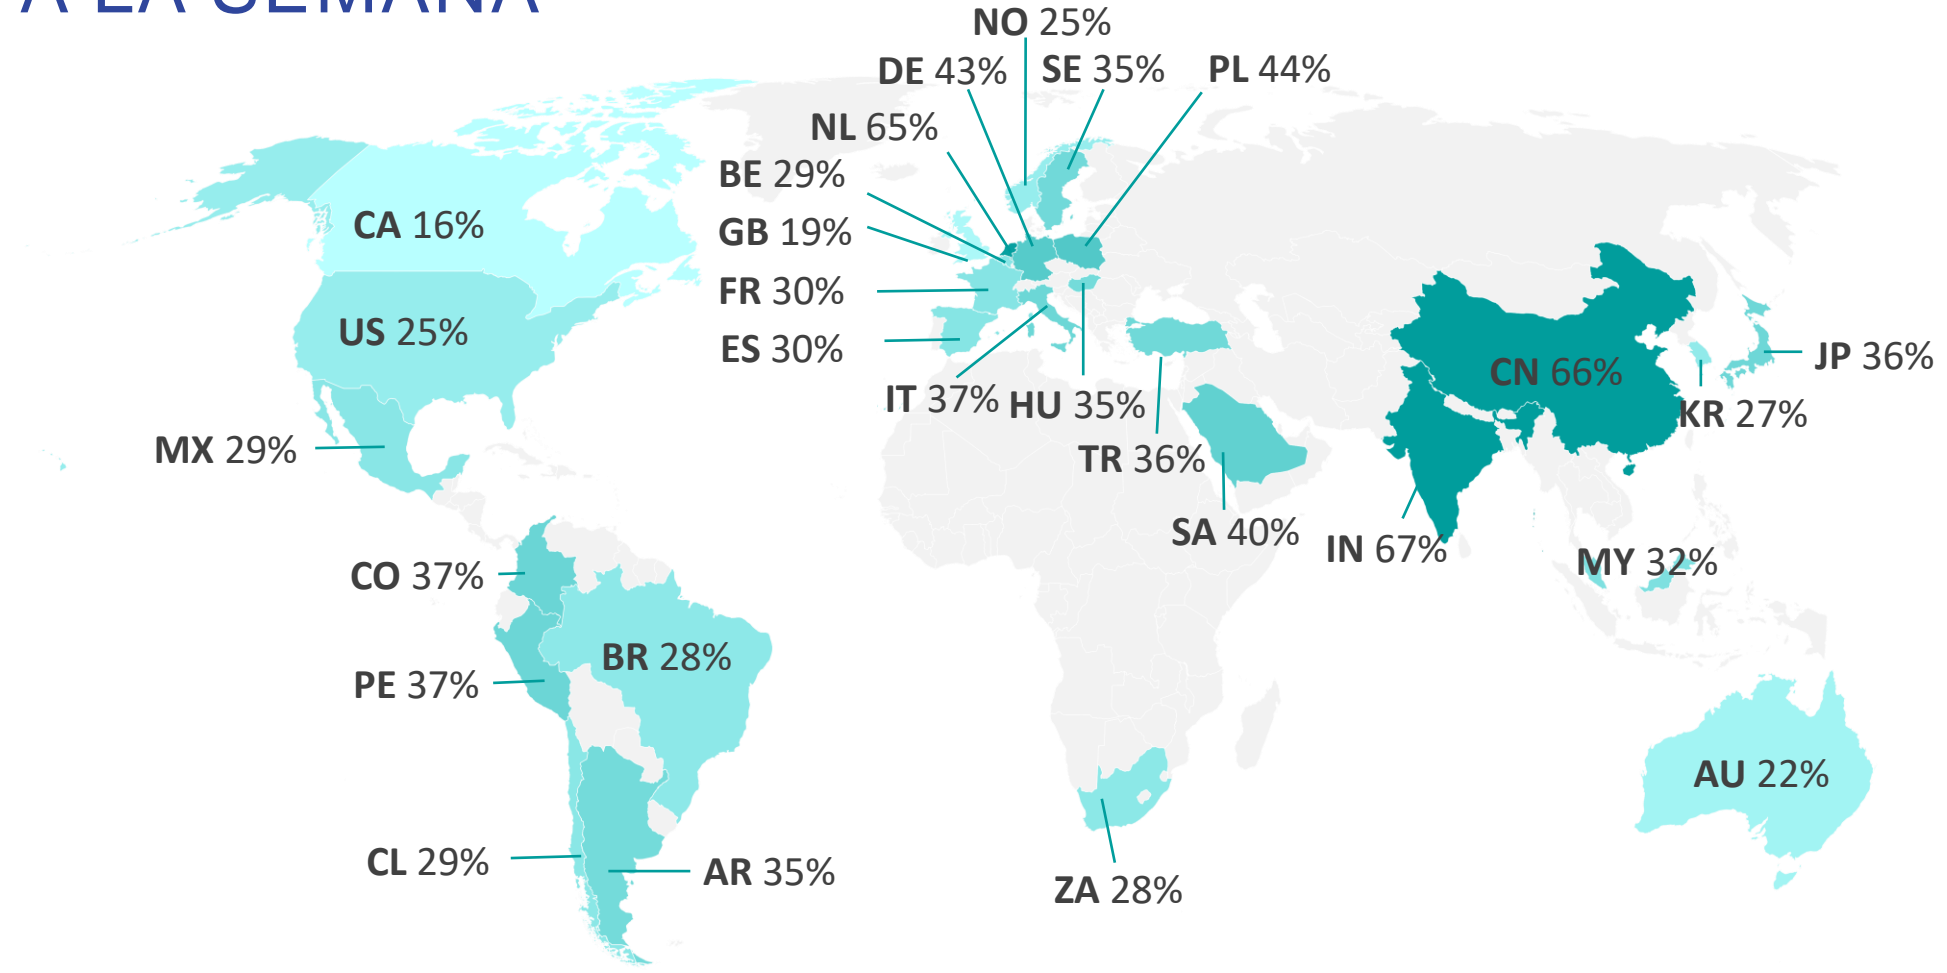 A LA SEMANA
NO 25%
DE 43%
SE 35%
PL 44%
NL 65%
BE 29%
CA 16%
GB 19%
FR 30%
US 25%
ES 30%
CN 66%
JP 36%
IT 37%
HU 35%
KR 27%
MX 29%
TR 36%
SA 40%
IN 67%
MY 32%
CO 37%
BR 28%
PE 37%
AU 22%
CL 29%
AR 35%
ZA 28%